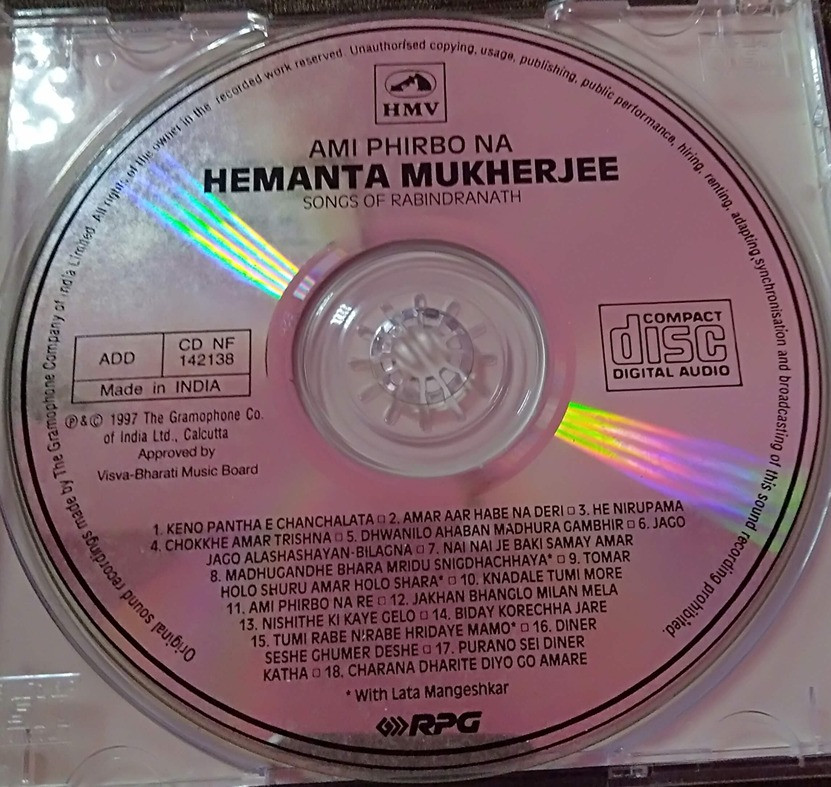 Original sound recordings made by The Gramophone Company of India Limited. All rights of the owner in the recorded work reserved. Unauthorised copying, usage, publishing, public performance, hiring, renting, adapting,synchronisation and broadcasting of this sound recording prohibited.
HMV
AMI PHIRBO NA
HEMANTA MUKHERJEE
SONGS OF RABINDRANATH
ADD
CD NF
142138
Made in INDIA
COMPACT
disc
DIGITAL AUDIO
℗&© 1997 The Gramophone Co.
of India Ltd., Calcutta
Approved by
Visva-Bharati Music Board
1. KENO PANTHA E CHANCHALATA □ 2. AMAR AAR HABE NA DERI □ 3. HE NIRUPAMA
4. CHOKKHE AMAR TRISHNA □ 5. DHWANILO AHABAN MADHURA GAMBHIR □ 6. JAGO
JAGO ALASHASHAYAN-BILAGNA □ 7. NAI NAI JE BAKI SAMAY AMAR
8. MADHUGANDHE BHARA MRIDU SNIGDHACHHAYA* □ 9. TOMAR
HOLO SHURU AMAR HOLO SHARA* □ 10. KNADALE TUMI MORE
11. AMI PHIRBO NA RE □ 12. JAKHAN BHANGLO MILAN MELA
13. NISHITHE KI KAYE GELO □ 14. BIDAY KORECHHA JARE
15. TUMI RABE NIRABE HRIDAYE MAMO* □ 16. DINER
SESHE GHUMER DESHE □ 17. PURANO SEI DINER
KATHA □ 18. CHARANA DHARITE DIYO GO AMARE
* With Lata Mangeshkar
RPG